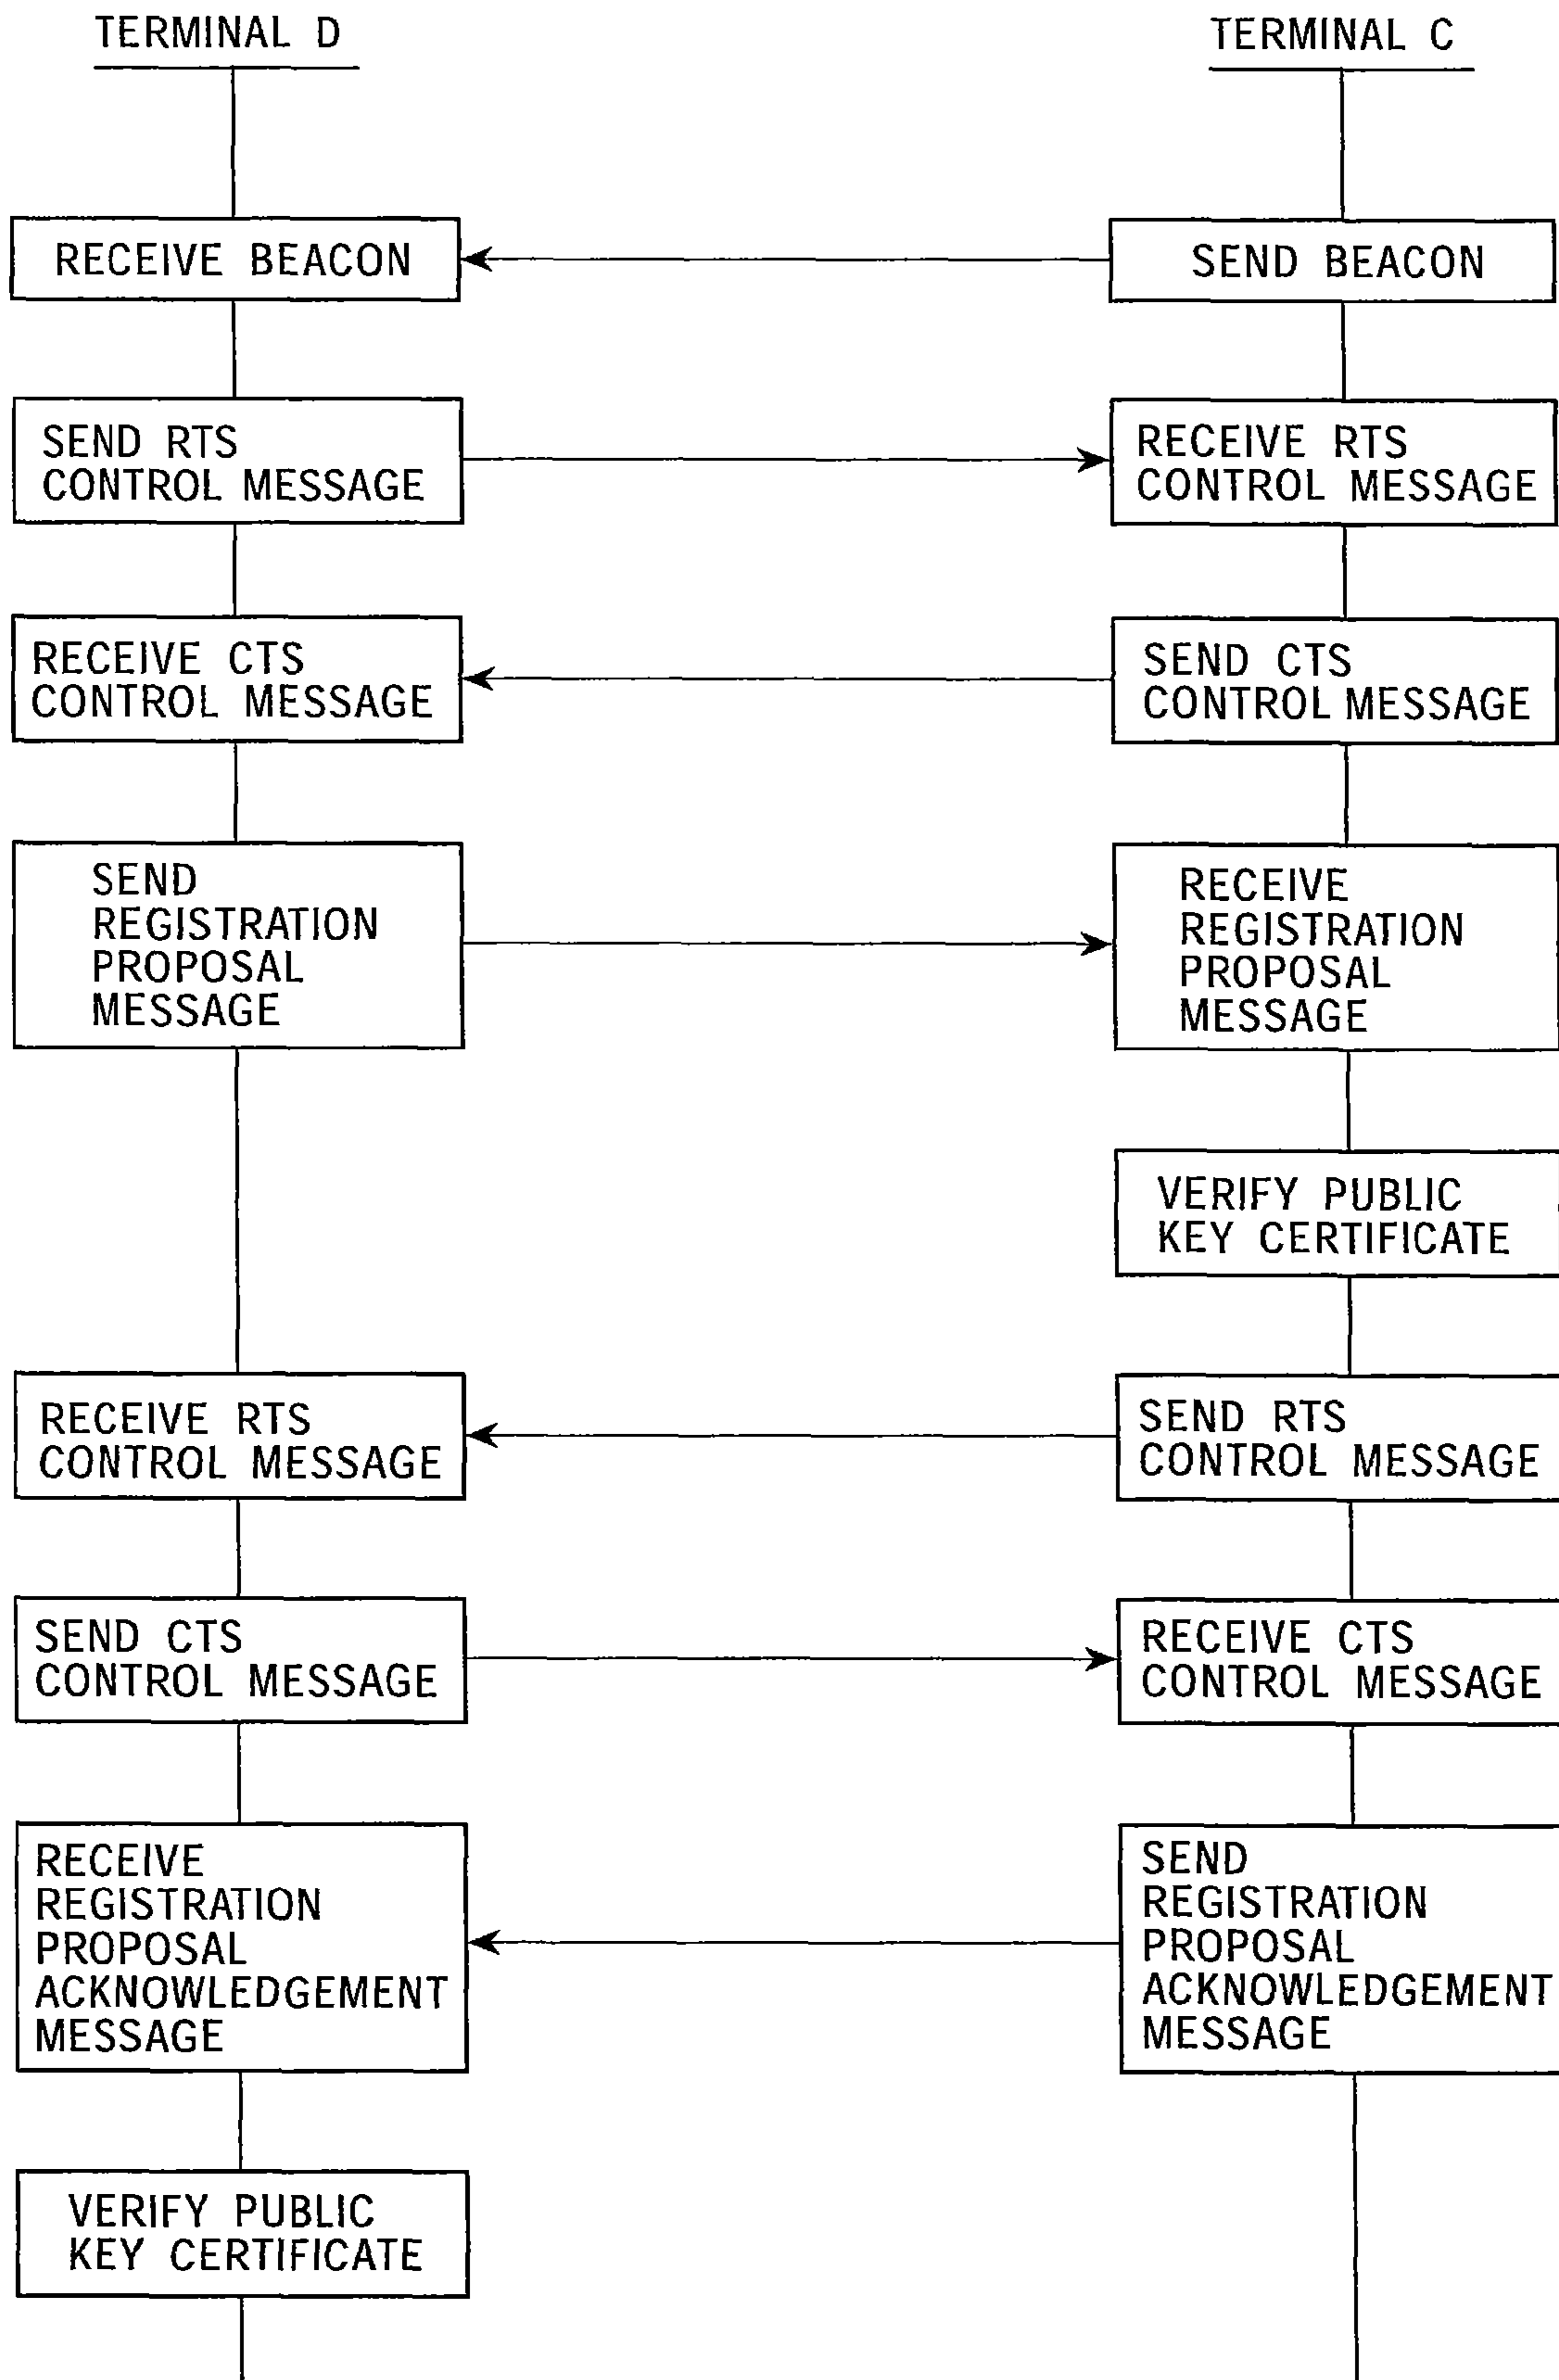 TERMINAL D
TERMINAL C
RECEIVE BEACON
SEND BEACON
SEND RTS
CONTROL MESSAGE
RECEIVE RTS
CONTROL MESSAGE
RECEIVE CTS
CONTROL MESSAGE
SEND CTS
CONTROL MESSAGE
SEND
REGISTRATION
PROPOSAL
MESSAGE
RECEIVE
REGISTRATION
PROPOSAL
MESSAGE
VERIFY PUBLIC
KEY CERTIFICATE
RECEIVE RTS
CONTROL MESSAGE
SEND RTS
CONTROL MESSAGE
SEND CTS
CONTROL MESSAGE
RECEIVE CTS
CONTROL MESSAGE
RECEIVE
REGISTRATION
PROPOSAL
ACKNOWLEDGEMENT
MESSAGE
SEND
REGISTRATION
PROPOSAL
ACKNOWLEDGEMENT
MESSAGE
VERIFY PUBLIC
KEY CERTIFICATE